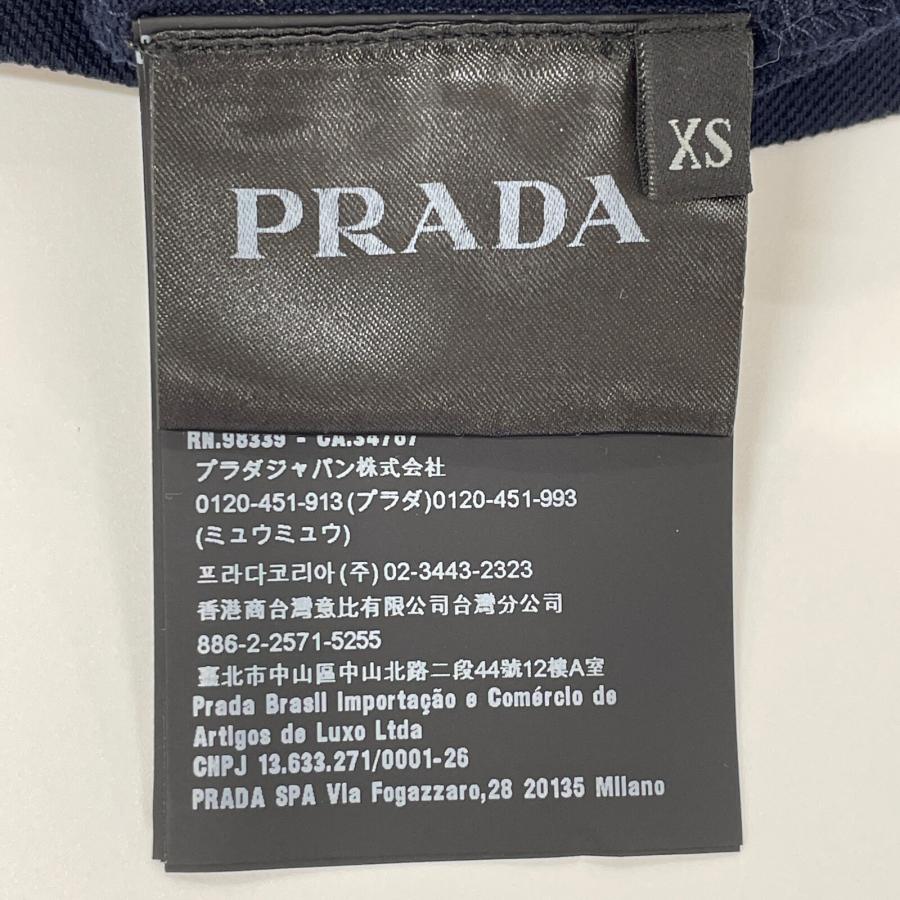 PRADA
XS
RN.98339 - CA.34767
プラダジャパン株式会社
0120-451-913(プラダ)0120-451-993
(ミュウミュウ)
프라다코리아(주) 02-3443-2323
香港商台灣意比有限公司台灣分公司
886-2-2571-5255
臺北市中山區中山北路二段44號12樓A室
Prada Brasil Importação e Comércio de
Artigos de Luxo Ltda
CNPJ 13.633.271/0001-26
PRADA SPA Via Fogazzaro,28 20135 Milano